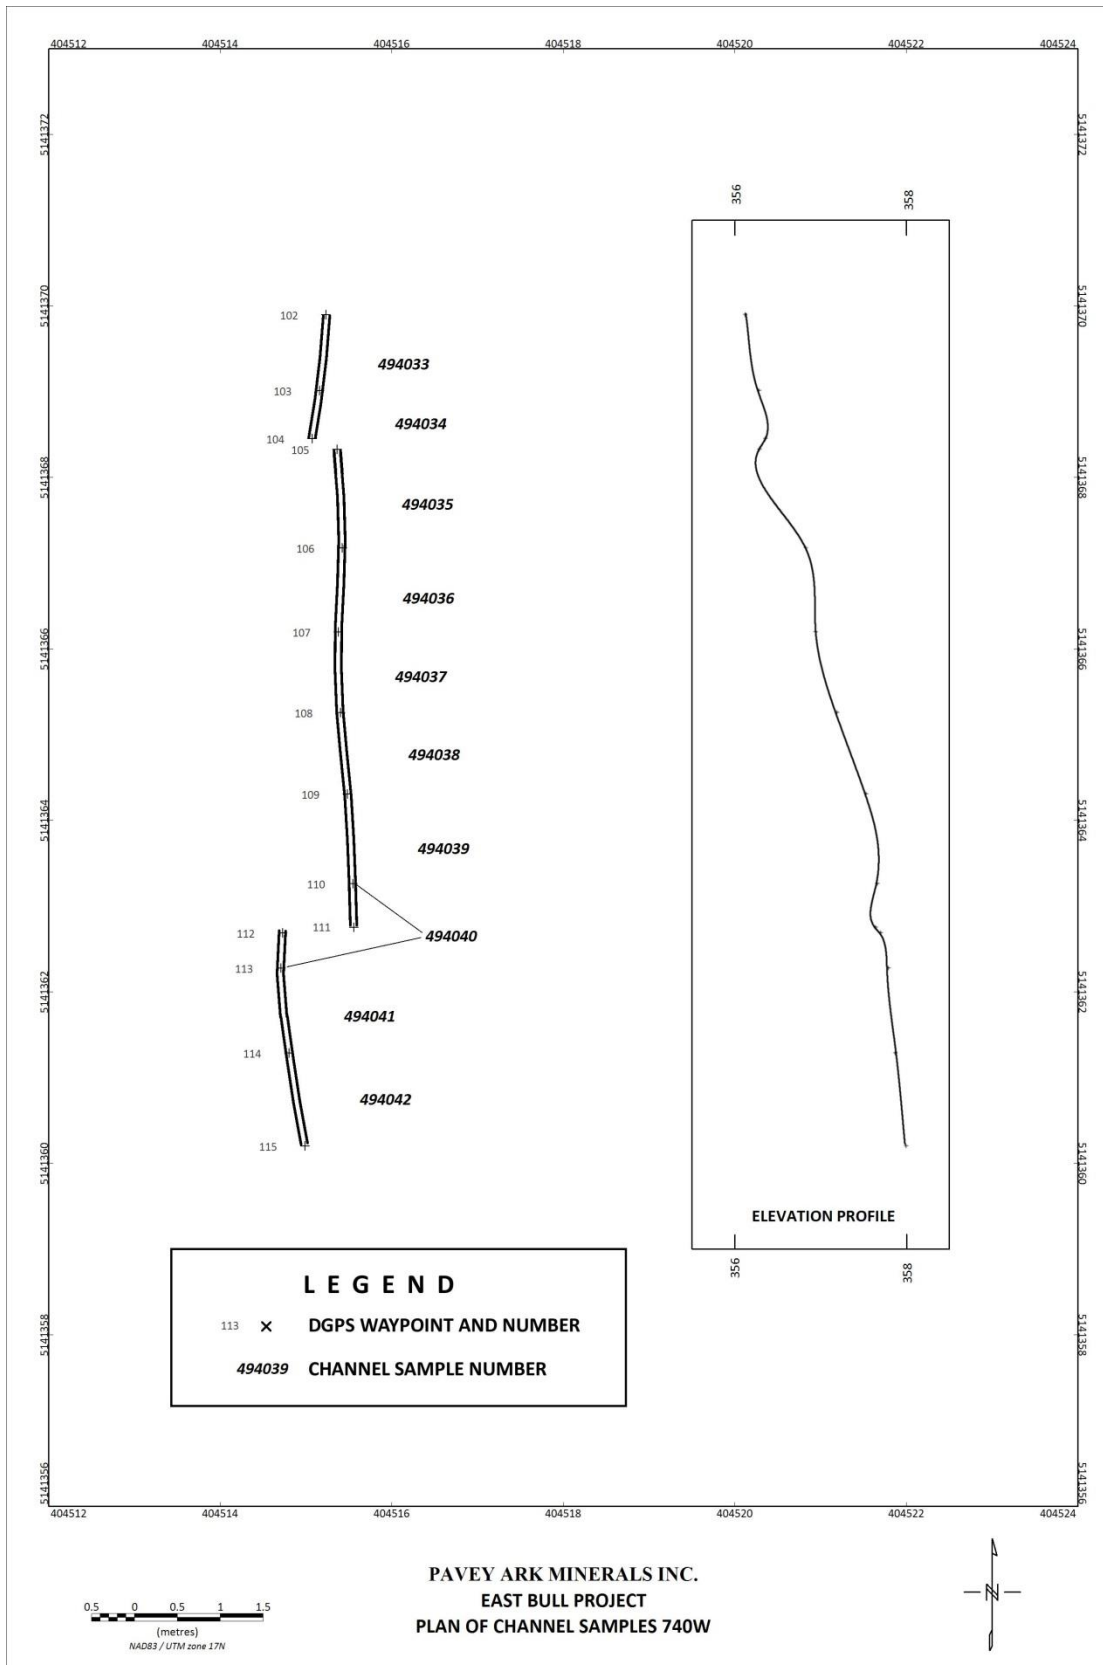 404512 404514 404516 404518 404520 404522 404524
5141372 5141372
356 358
5141370 5141370
102
494033
103
494034
104
105
5141368 5141368
494035
106
494036
107
5141366 5141366
494037
108
494038
109
5141364 5141364
494039
110
111
112 494040
113
5141362 5141362
494041
114
494042
115
5141360 5141360
ELEVATION PROFILE
356 358
LEGEND
113 DGPS WAYPOINT AND NUMBER
5141358 5141358
494039 CHANNEL SAMPLE NUMBER
5141356 5141356
404512 404514 404516 404518 404520 404522 404524
PAVEY ARK MINERALS INC.
EAST BULL PROJECT
PLAN OF CHANNEL SAMPLES 740W
0.5 0 0.5 1 1.5
(metres)
NAD83 / UTM zone 17N
N